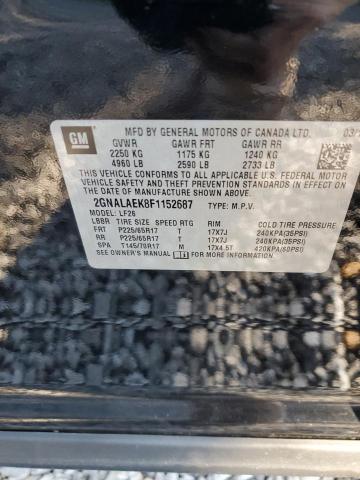 GM
MFD BY GENERAL MOTORS OF CANADA LTD. 03/
GVWR GAWR FRT GAWR RR
2250 KG 1175 KG 1240 KG
4960 LB 2590 LB 2733 LB
THIS VEHICLE CONFORMS TO ALL APPLICABLE U.S. FEDERAL MOTOR
VEHICLE SAFETY, BUMPER, AND THEFT PREVENTION STANDARDS IN EFFECT
ON THE DATE OF MANUFACTURE SHOWN ABOVE.
2GNALAEK8F1152687 TYPE: M.P.V.
MODEL: LF26
LBBR TIRE SIZE SPEED RTG RIM COLD TIRE PRESSURE
FRT P225/65R17 T 17X7J 240KPA(35PSI)
RR P225/65R17 T 17X7J 240KPA(35PSI)
SPA T145/70R17 M 17X4.5T 420KPA(60PSI)
SEE OWNER'S MANUAL FOR MORE INFORMATION